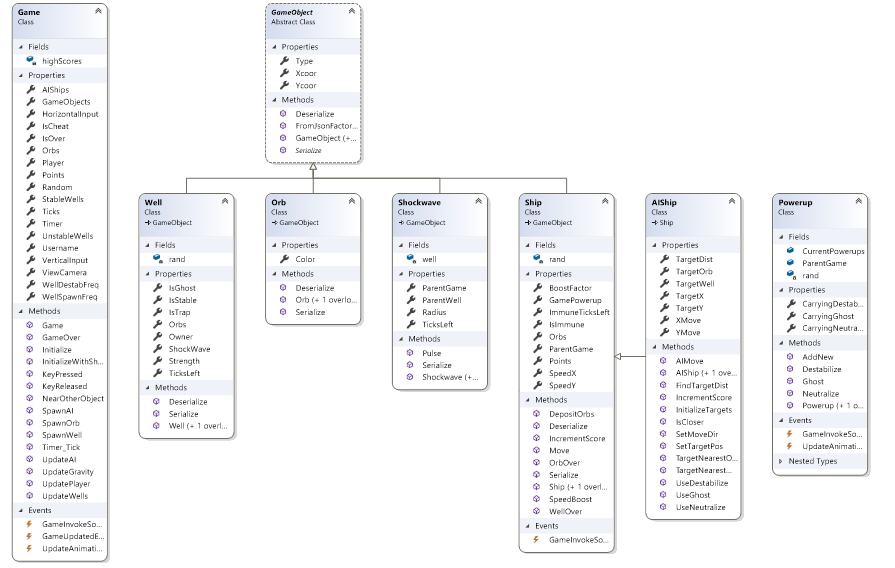 Game
Class
Fields
highScores
Properties
AIShips
GameObjects
HorizontalInput
IsCheat
IsOver
Orbs
Player
Points
Random
StableWells
Ticks
Timer
UnstableWells
Username
VerticalInput
ViewCamera
WellDestabFreq
WellSpawnFreq
Methods
Game
GameOver
Initialize
InitializeWithSh...
KeyPressed
KeyReleased
NearOtherObject
SpawnAI
SpawnOrb
SpawnWell
Timer_Tick
UpdateAI
UpdateGravity
UpdatePlayer
UpdateWells
Events
GameInvokeSo...
GameUpdatedE...
UpdateAnimati...
GameObject
Abstract Class
Properties
Type
Xcoor
Ycoor
Methods
Deserialize
FromJsonFactor...
GameObject (+...
Serialize
Well
Class
GameObject
Fields
rand
Properties
IsGhost
IsStable
IsTrap
Orbs
Owner
ShockWave
Strength
TicksLeft
Methods
Deserialize
Serialize
Well (+ 1 overl...
Orb
Class
GameObject
Properties
Color
Methods
Deserialize
Orb (+ 1 overlo...
Serialize
Shockwave
Class
GameObject
Fields
well
Properties
ParentGame
ParentWell
Radius
TicksLeft
Methods
Pulse
Serialize
Shockwave (+...
Ship
Class
GameObject
Fields
rand
Properties
BoostFactor
GamePowerup
ImmuneTicksLeft
IsImmune
Orbs
ParentGame
Points
SpeedX
SpeedY
Methods
DepositOrbs
Deserialize
IncrementScore
Move
OrbOver
Serialize
Ship (+ 1 overl...
SpeedBoost
WellOver
Events
GameInvokeSo...
AIShip
Class
Ship
Properties
TargetDist
TargetOrb
TargetWell
TargetX
TargetY
XMove
YMove
Methods
AIMove
AIShip (+ 1 ove...
FindTargetDist
IncrementScore
InitializeTargets
IsCloser
SetMoveDir
SetTargetPos
TargetNearestO...
TargetNearest...
UseDestabilize
UseGhost
UseNeutralize
Powerup
Class
Fields
CurrentPowerups
ParentGame
rand
Properties
CarryingDestab...
CarryingGhost
CarryingNeutra...
Methods
AddNew
Destabilize
Ghost
Neutralize
Powerup (+ 1 o...
Events
GameInvokeSo...
UpdateAnimati...
Nested Types